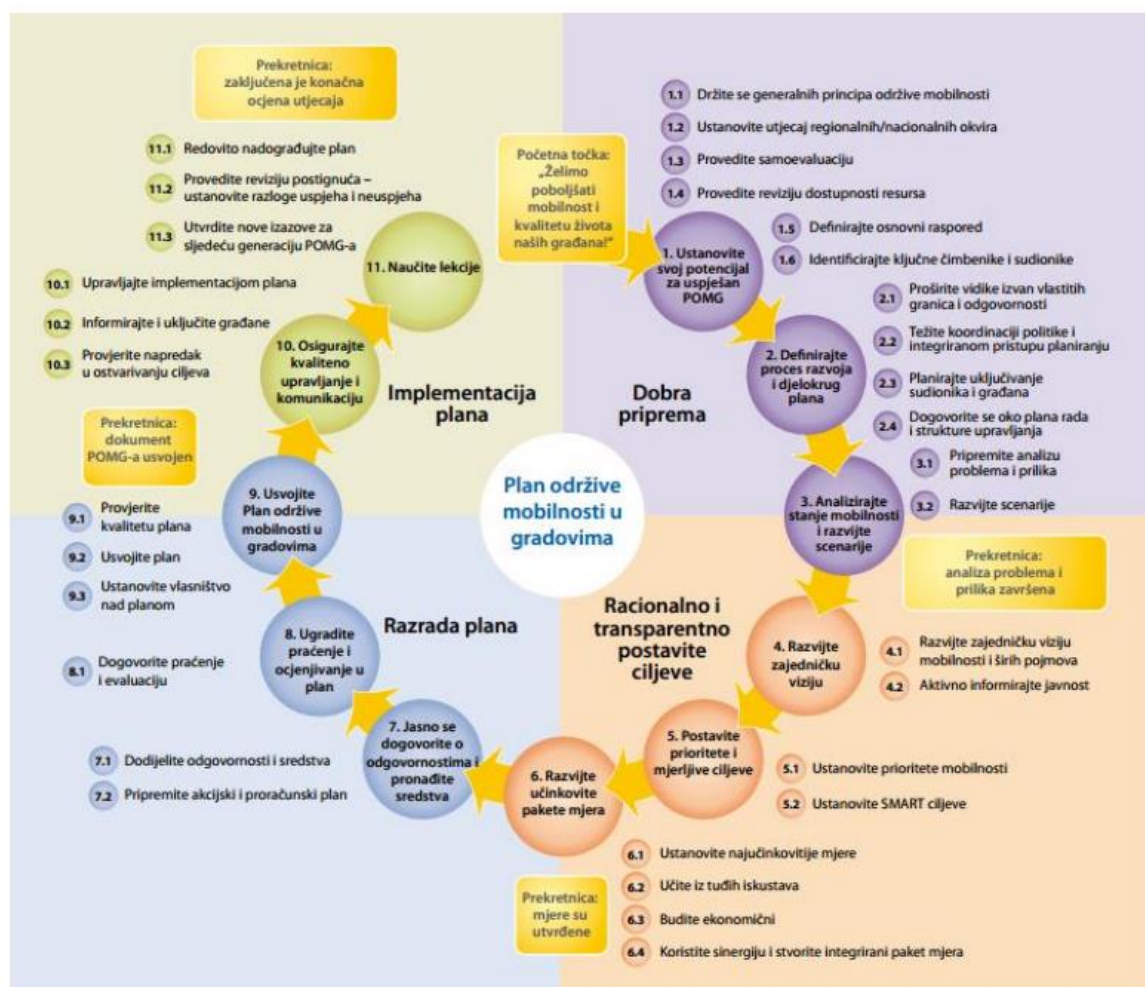 Početna točka:
„Želimo
poboljšati
mobilnost i
kvalitetu života
naših građana!“
1.1 Držite se generalnih principa održive mobilnosti
1.2 Ustanovite utjecaj regionalnih/nacionalnih okvira
1.3 Provedite samoevaluaciju
1.4 Provedite reviziju dostupnosti resursa
1.5 Definirajte osnovni raspored
1.6 Identificirajte ključne čimbenike i sudionike
1. Ustanovite
svoj potencijal
za uspješan
POMG
2.1 Proširite vidike izvan vlastitih
granica i odgovornosti
2.2 Težite koordinaciji politike i
integriranom pristupu planiranju
2.3 Planirajte uključivanje
sudionika i građana
2.4 Dogovorite se oko plana rada
i strukture upravljanja
2. Definirajte
proces razvoja
i djelokrug
plana
Dobra
priprema
3.1 Pripremite analizu
problema i prilika
3.2 Razvijte scenarije
3. Analizirajte
stanje mobilnosti
i razvijte
scenarije
Prekretnica:
analiza problema i
prilika završena
Plan održive
mobilnosti u
gradovima
Racionalno i
transparentno
postavite
ciljeve
4. Razvijte
zajedničku
viziju
4.1 Razvijte zajedničku viziju
mobilnosti i širih pojmova
4.2 Aktivno informirajte javnost
5. Postavite
prioritete i
mjerljive ciljeve
5.1 Ustanovite prioritete mobilnosti
5.2 Ustanovite SMART ciljeve
6. Razvijte
učinkovite
pakete mjera
6.1 Ustanovite najučinkovitije mjere
6.2 Učite iz tuđih iskustava
6.3 Budite ekonomični
6.4 Koristite sinergiju i stvorite integrirani paket mjera
Prekretnica:
mjere su
utvrđene
7. Jasno se
dogovorite o
odgovornostima i
pronađite
sredstva
7.1 Dodijelite odgovornosti i sredstva
7.2 Pripremite akcijski i proračunski plan
Razrada plana
8. Ugradite
praćenje i
ocjenjivanje u
plan
8.1 Dogovorite praćenje
i evaluaciju
9. Usvojite
Plan održive
mobilnosti u
gradovima
9.1 Provjerite
kvalitetu plana
9.2 Usvojite plan
9.3 Ustanovite vlasništvo
nad planom
Prekretnica:
dokument
POMG-a usvojen
Implementacija
plana
10. Osigurajte
kvaliteno
upravljanje i
komunikaciju
10.1 Upravljajte implementacijom plana
10.2 Informirajte i uključite građane
10.3 Provjerite napredak
u ostvarivanju ciljeva
11. Naučite lekcije
11.1 Redovito nadograđujte plan
11.2 Provedite reviziju postignuća –
ustanovite razloge uspjeha i neuspjeha
11.3 Utvrdite nove izazove za
sljedeću generaciju POMG-a
Prekretnica:
zaključena je konačna
ocjena utjecaja